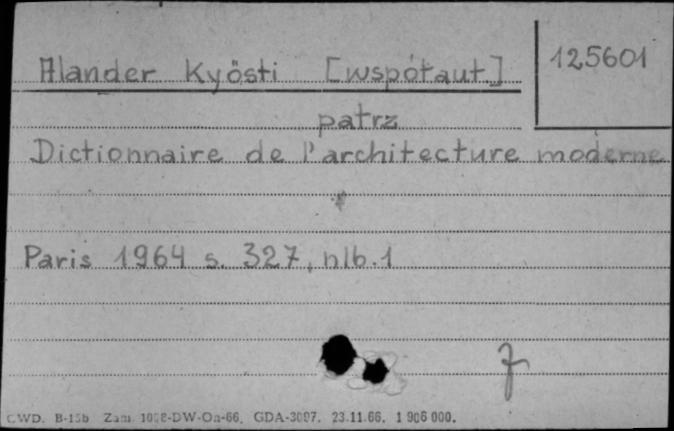 Alander Kyösti [współaut.]
125601
patrz
Dictionnaire de l'architecture moderne
Paris 1964 s. 327, nlb.1
CWD. B-15b Zam. DW-On-66, GDA-3097. 23.11.66. 1 906 000.